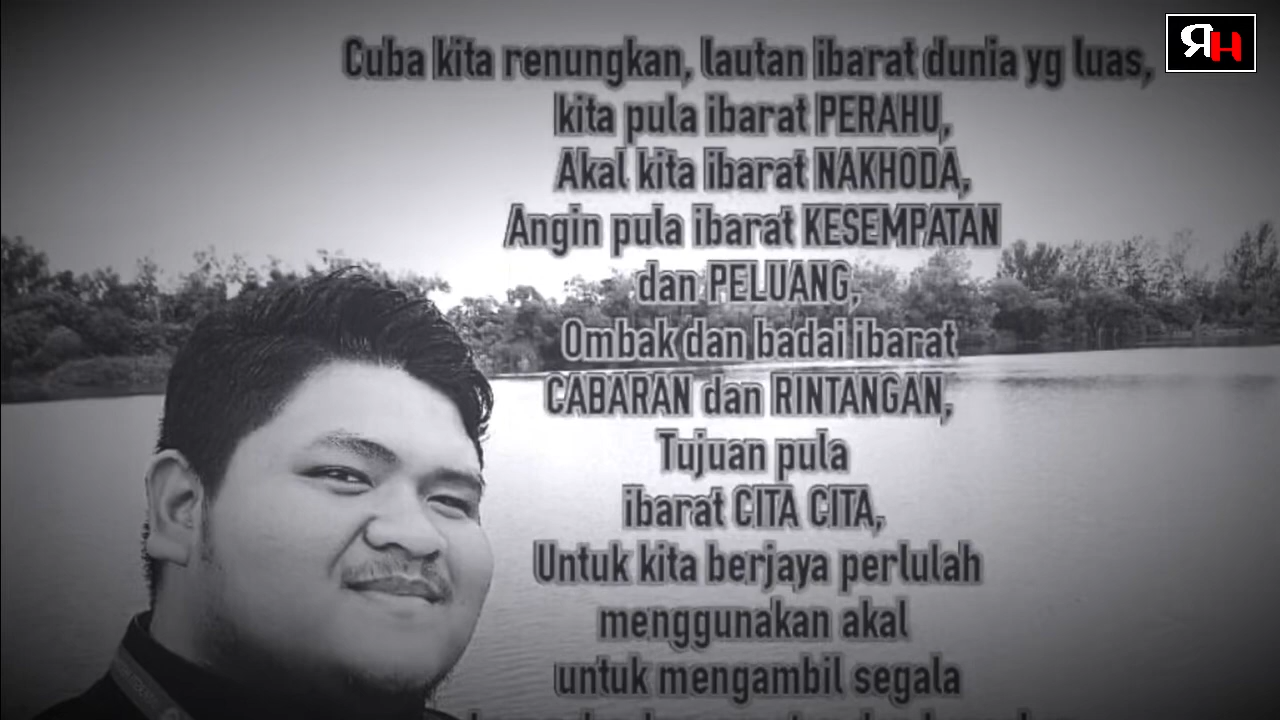 Cuba kita renungkan, lautan ibarat dunia yg luas,
kita pula ibarat PERAHU,
Akal kita ibarat NAKHODA,
Angin pula ibarat KESEMPATAN
dan PELUANG,
Ombak dan badai ibarat
CABARAN dan RINTANGAN,
Tujuan pula
ibarat CITA CITA,
Untuk kita berjaya perlulah
menggunakan akal
untuk mengambil segala
ЯH